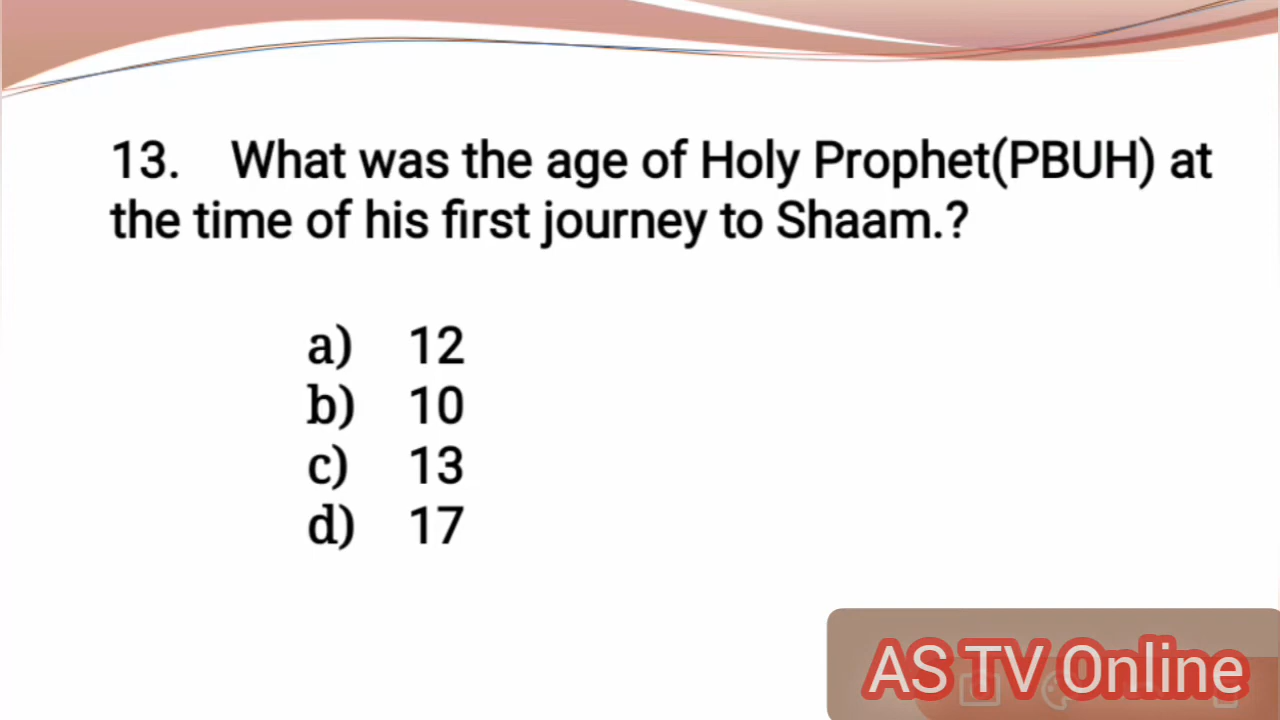 13. What was the age of Holy Prophet(PBUH) at
the time of his first journey to Shaam.?
a) 12
b) 10
c) 13
d) 17
AS TV Online